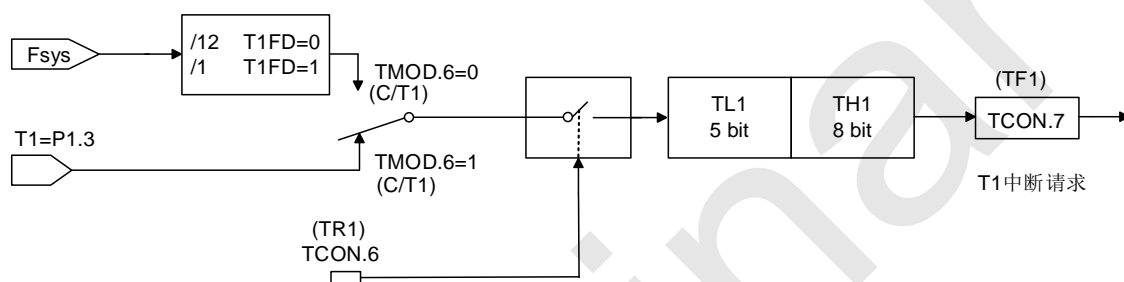 Fsys
/12 T1FD=0
/1 T1FD=1
TMOD.6=0
(C/T1)
T1=P1.3
TMOD.6=1
(C/T1)
(TR1)
TCON.6
TL1
5 bit
TH1
8 bit
(TF1)
TCON.7
T1中断请求